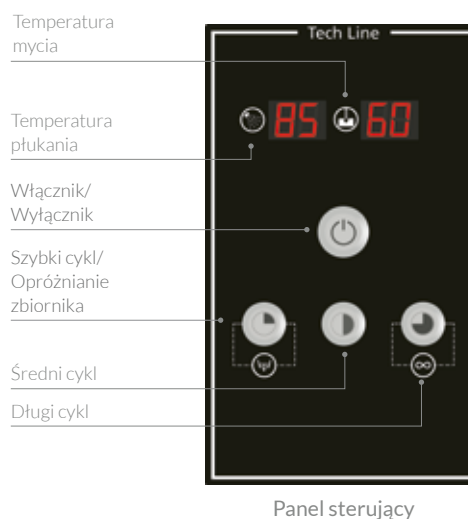 Temperatura
mycia
Tech Line
85
60
Temperatura
płukania
Włącznik/
Wyłącznik
Szybki cykl/
Opróżnianie
zbiornika
Średni cykl
Długi cykl
Panel sterujący